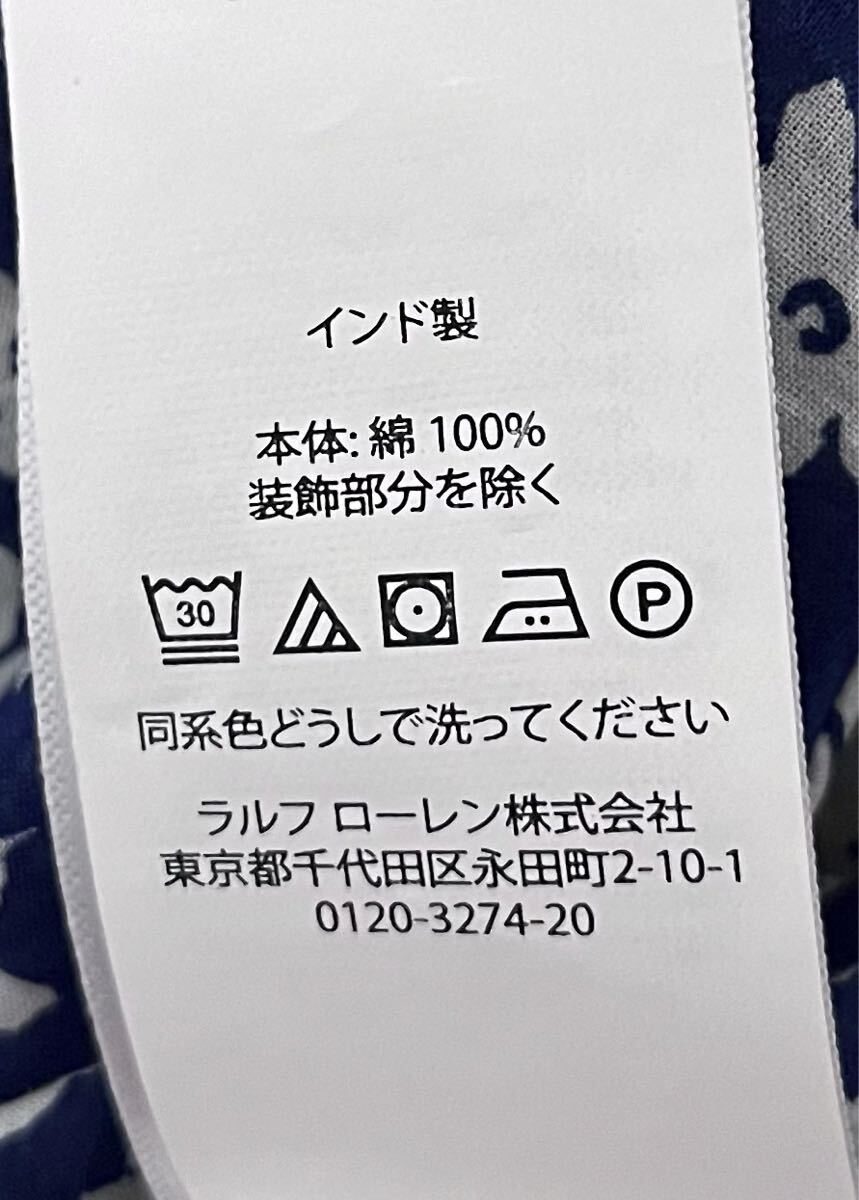 インド製
本体: 綿 100%
装飾部分を除く
30 P
同系色どうしで洗ってください
ラルフ ローレン株式会社
東京都千代田区永田町2-10-1
0120-3274-20